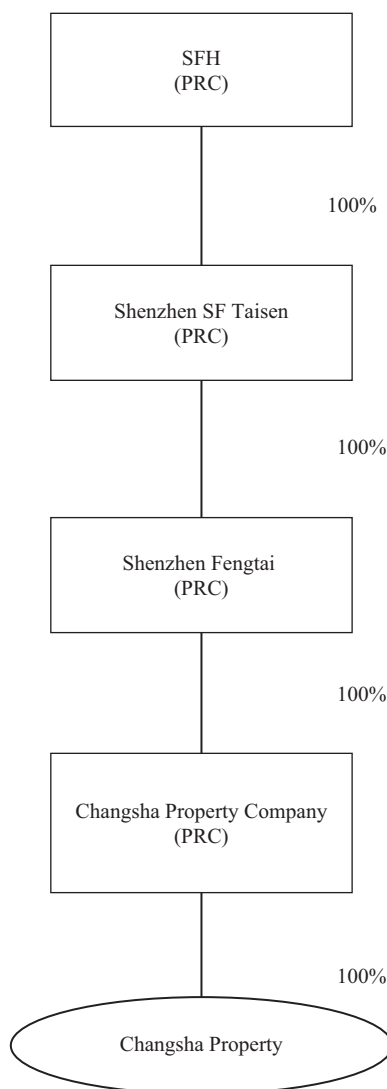 SFH
(PRC)
100%
Shenzhen SF Taisen
(PRC)
100%
Shenzhen Fengtai
(PRC)
100%
Changsha Property Company
(PRC)
100%
Changsha Property